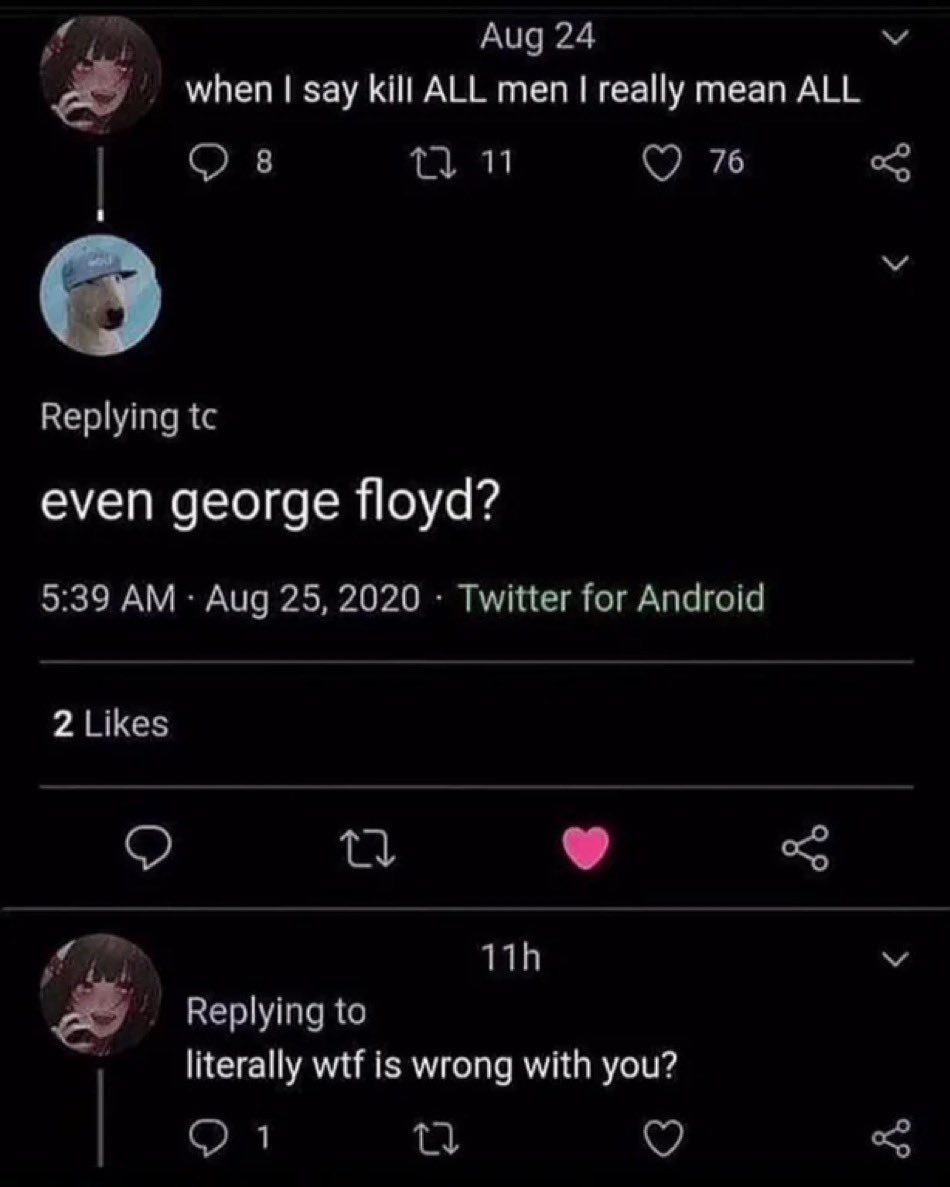 Aug 24
when I say kill ALL men I really mean ALL
8 11 76
Replying tc
even george floyd?
5:39 AM · Aug 25, 2020 · Twitter for Android
2 Likes
11h
Replying to
literally wtf is wrong with you?
1